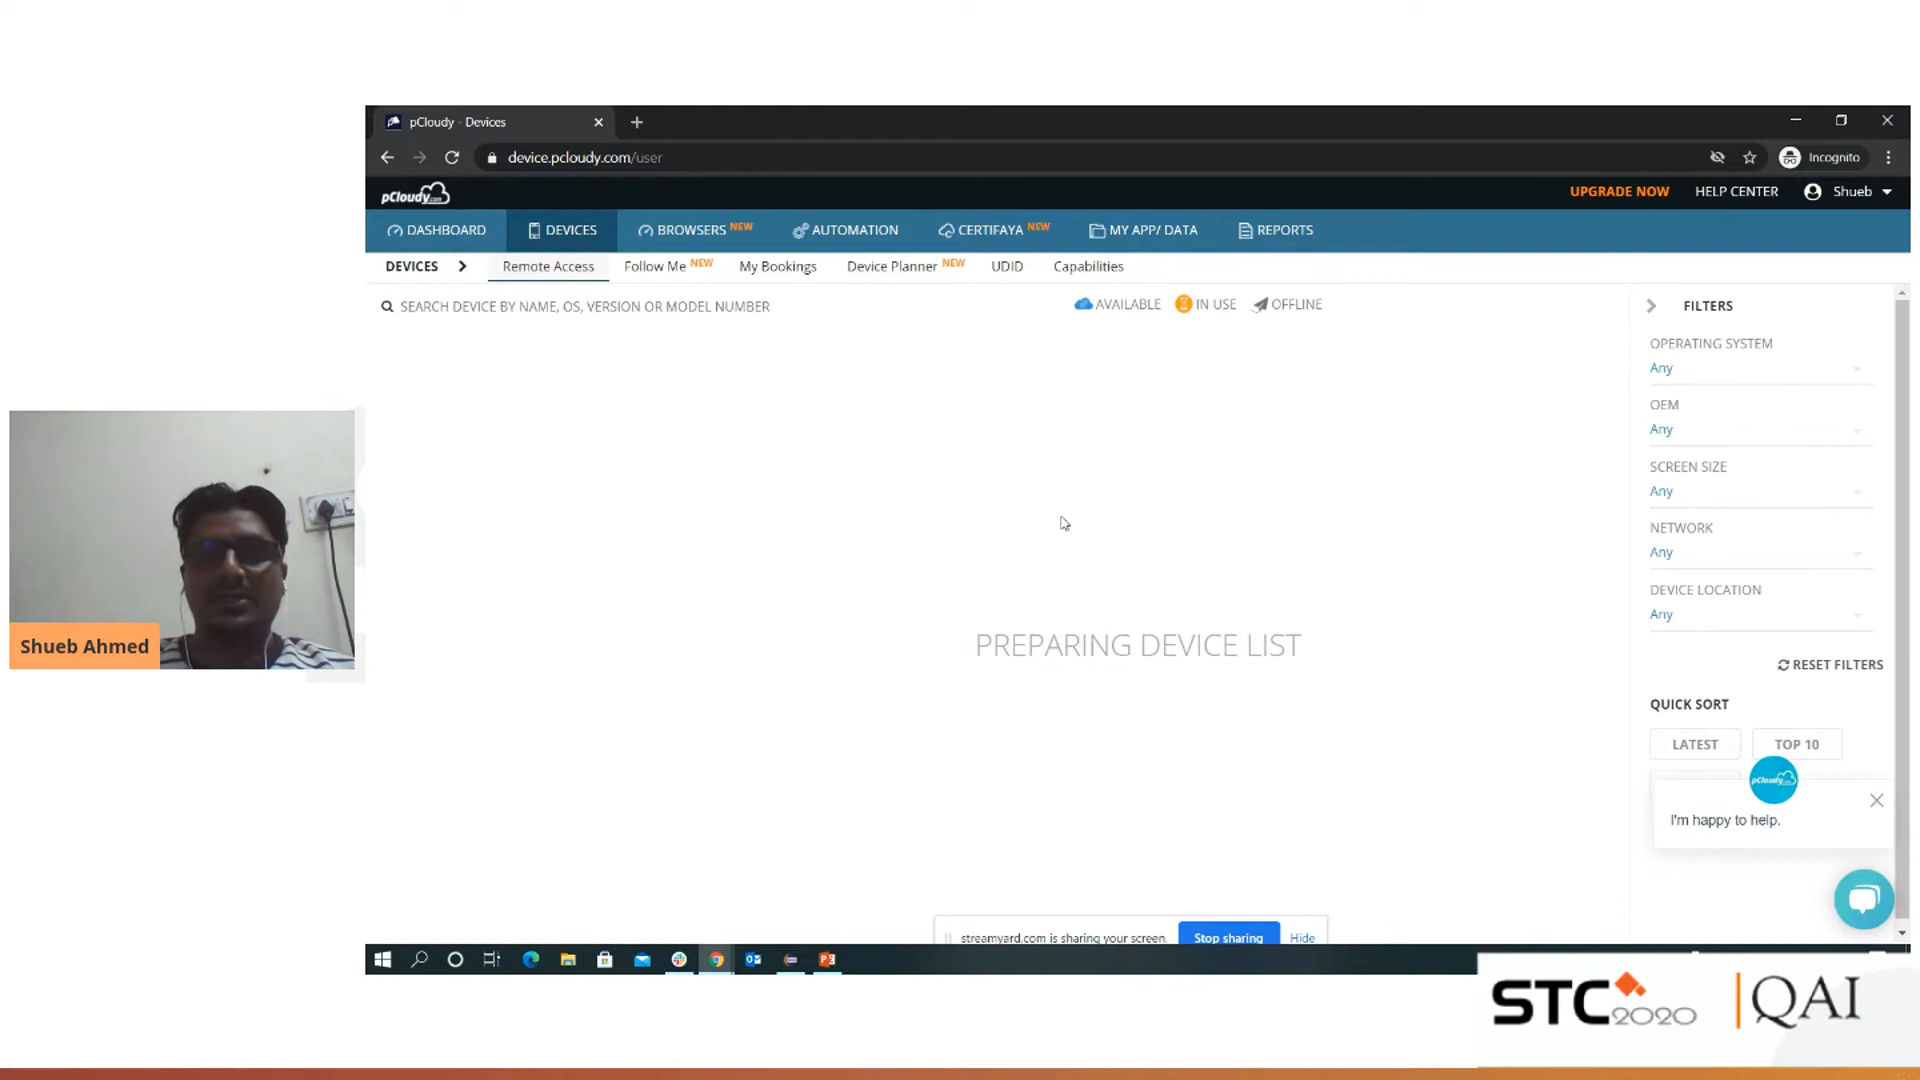 pCloudy - Devices
device.pcloudy.com/user
Incognito
pCloudy.com
UPGRADE NOW HELP CENTER Shueb
DASHBOARD DEVICES BROWSERS NEW AUTOMATION CERTIFAYA NEW MY APP/ DATA REPORTS
DEVICES Remote Access Follow Me NEW My Bookings Device Planner NEW UDID Capabilities
SEARCH DEVICE BY NAME, OS, VERSION OR MODEL NUMBER
AVAILABLE IN USE OFFLINE
FILTERS
OPERATING SYSTEM
Any
OEM
Any
SCREEN SIZE
Any
NETWORK
Any
DEVICE LOCATION
Any
RESET FILTERS
QUICK SORT
LATEST TOP 10
pCloudy.com
I'm happy to help.
PREPARING DEVICE LIST
Shueb Ahmed
streamyard.com is sharing your screen. Stop sharing Hide
STC 2020 | QAI